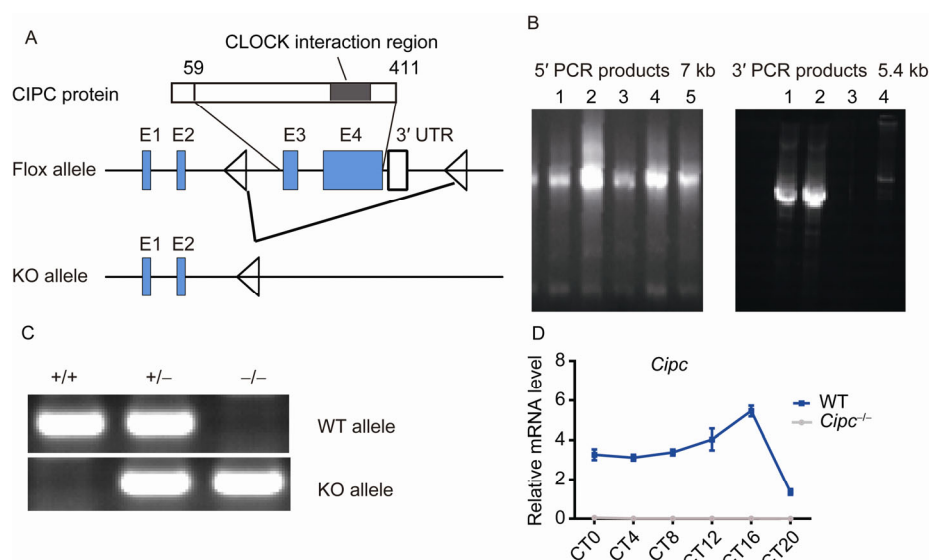 A
CLOCK interaction region
59
411
CIPC protein
E1 E2 E3 E4 3′ UTR
Flox allele
E1 E2
KO allele
B
5′ PCR products 7 kb
1 2 3 4 5
3′ PCR products 5.4 kb
1 2 3 4
C
+/+ +/− −/−
WT allele
KO allele
D
Cipc
Relative mRNA level
8
6
4
2
0
CT0 CT4 CT8 CT12 CT16 CT20
WT
Cipc−/−